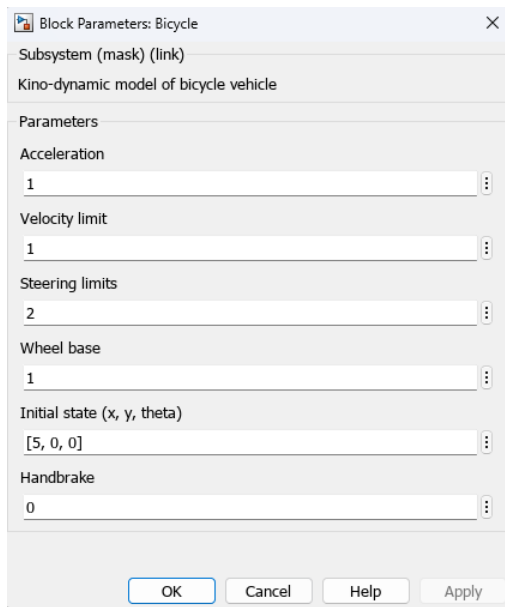 Block Parameters: Bicycle
Subsystem (mask) (link)
Kino-dynamic model of bicycle vehicle
Parameters
Acceleration
1
Velocity limit
1
Steering limits
2
Wheel base
1
Initial state (x, y, theta)
[5, 0, 0]
Handbrake
0
OK Cancel Help Apply